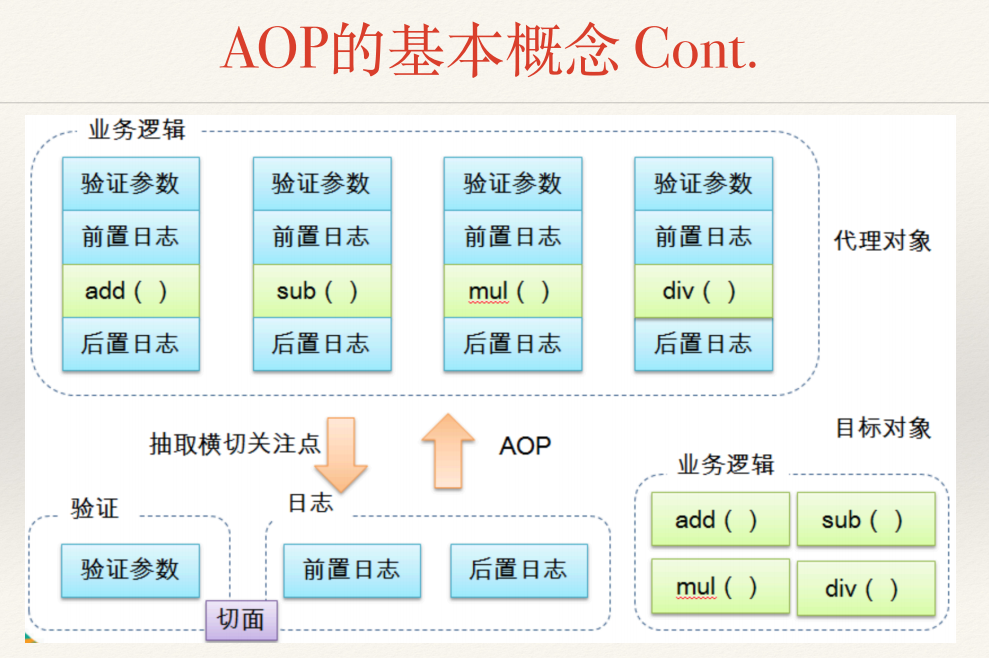 AOP的基本概念 Cont.
业务逻辑
验证参数 验证参数 验证参数 验证参数
前置日志 前置日志 前置日志 前置日志
代理对象
add ( ) sub ( ) mul ( ) div ( )
后置日志 后置日志 后置日志 后置日志
抽取横切关注点 AOP
目标对象
业务逻辑
验证
日志
add ( ) sub ( )
验证参数 前置日志 后置日志
mul ( ) div ( )
切面